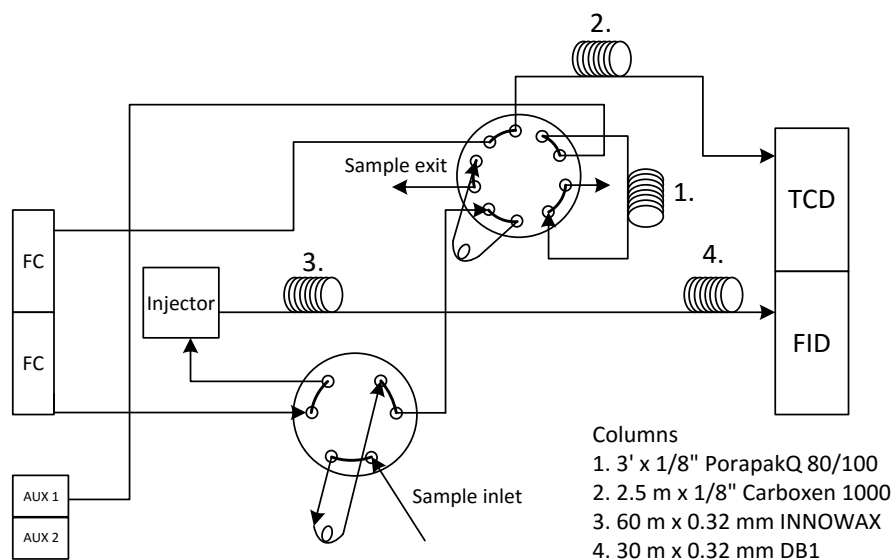 2.
Sample exit
1.
TCD
FC
3.
4.
Injector
FC
FID
Columns
1. 3' x 1/8" PorapakQ 80/100
AUX 1
Sample inlet
2. 2.5 m x 1/8" Carboxen 1000
AUX 2
3. 60 m x 0.32 mm INNOWAX
4. 30 m x 0.32 mm DB1